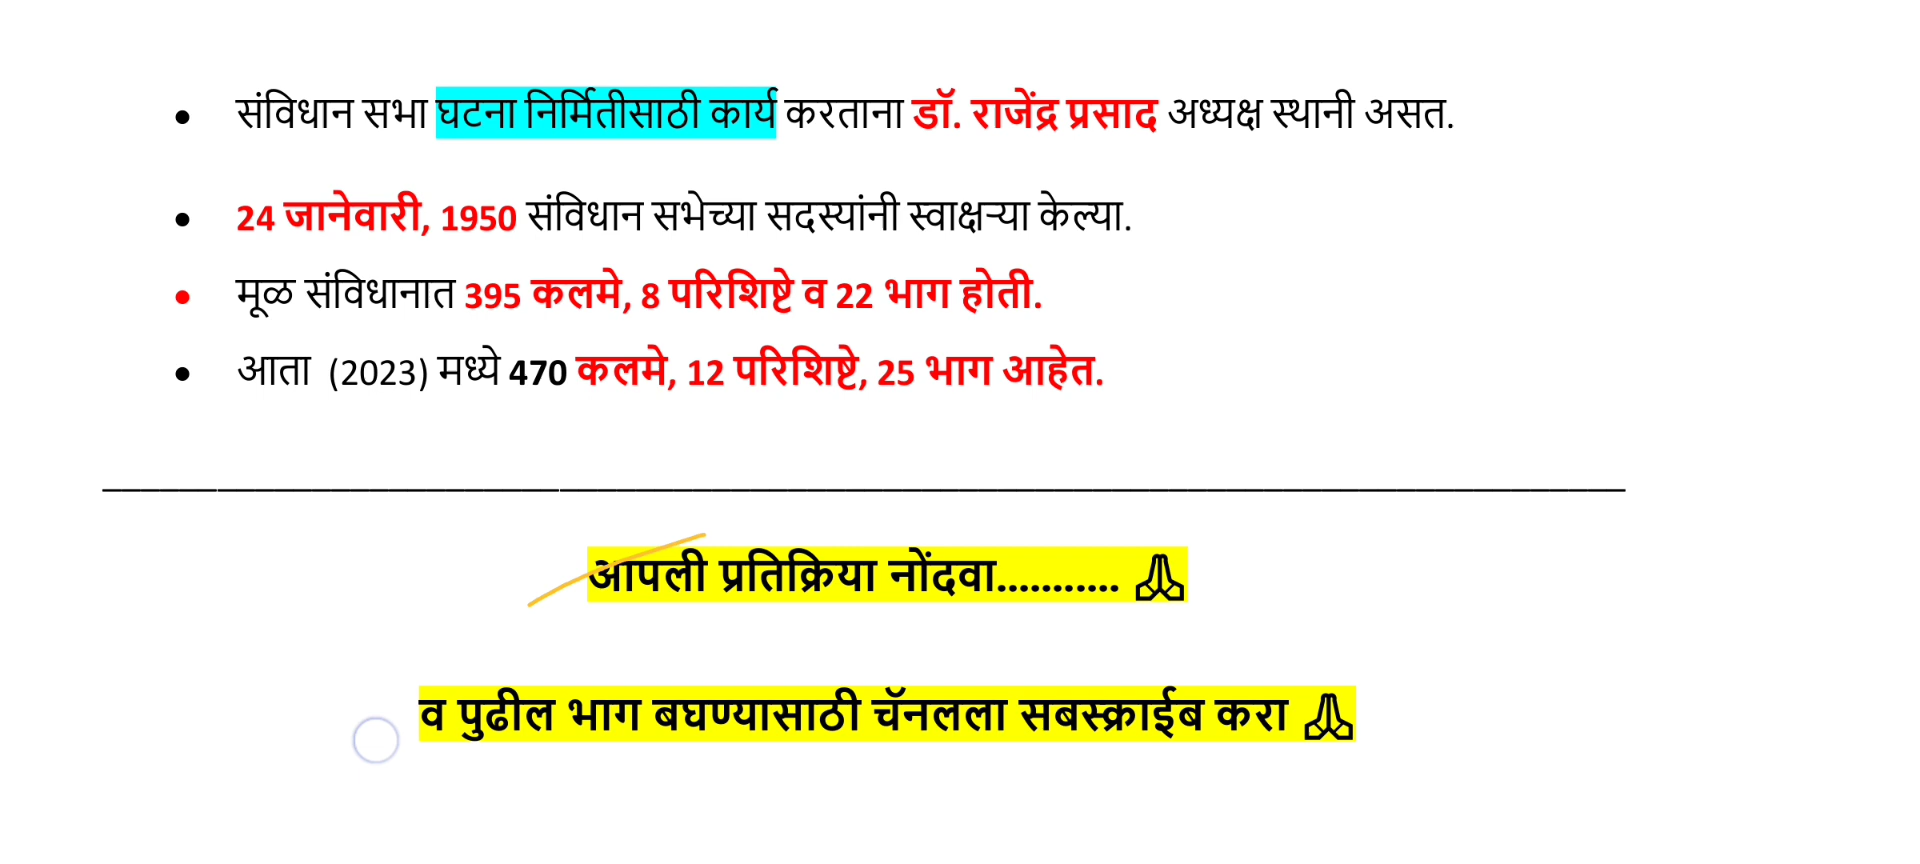 • संविधान सभा घटना निर्मितीसाठी कार्य करताना डॉ. राजेंद्र प्रसाद अध्यक्ष स्थानी असत.
• 24 जानेवारी, 1950 संविधान सभेच्या सदस्यांनी स्वाक्षऱ्या केल्या.
• मूळ संविधानात 395 कलमे, 8 परिशिष्टे व 22 भाग होती.
• आता (2023) मध्ये 470 कलमे, 12 परिशिष्टे, 25 भाग आहेत.
आपली प्रतिक्रिया नोंदवा........... 🙏
व पुढील भाग बघण्यासाठी चॅनलला सबस्क्राईब करा 🙏